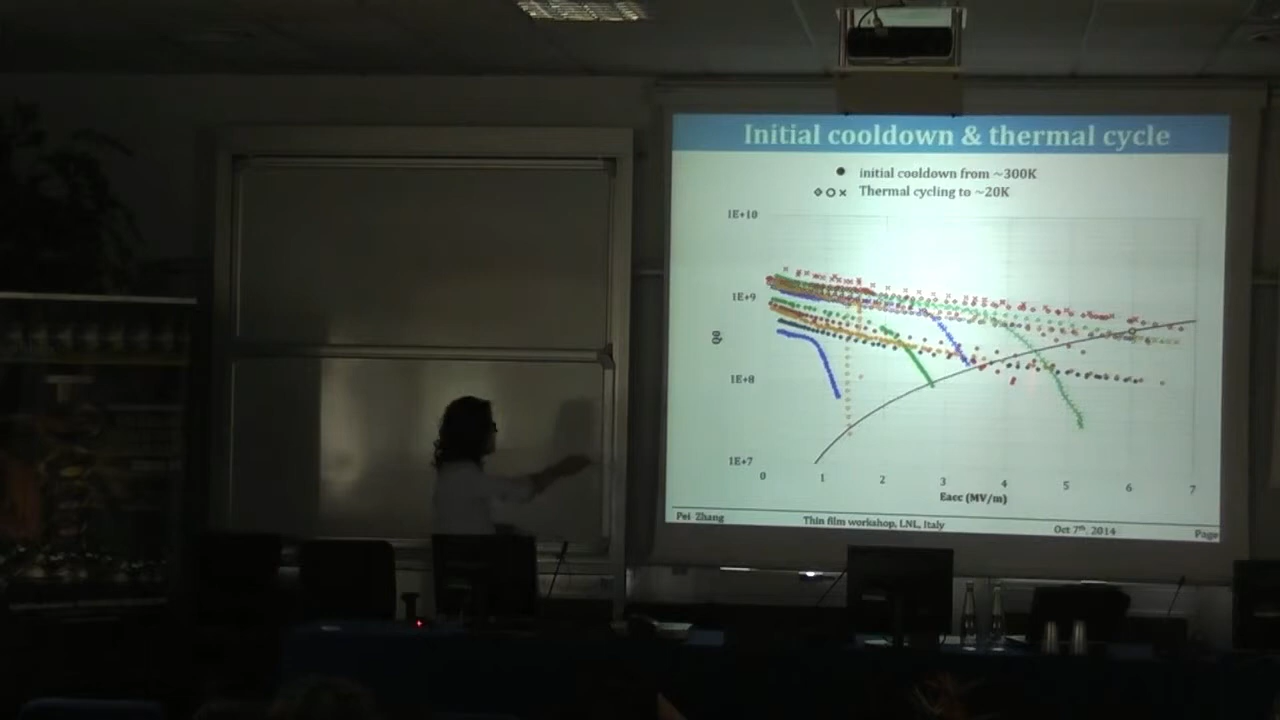 Initial cooldown & thermal cycle
● initial cooldown from ~300K
◇○× Thermal cycling to ~20K
1E+10
1E+9
Q0
1E+8
1E+7
0 1 2 3 4 5 6 7
Eacc (MV/m)
Pei Zhang Thin film workahop, LNL, Italy Oct 7th, 2014 Page